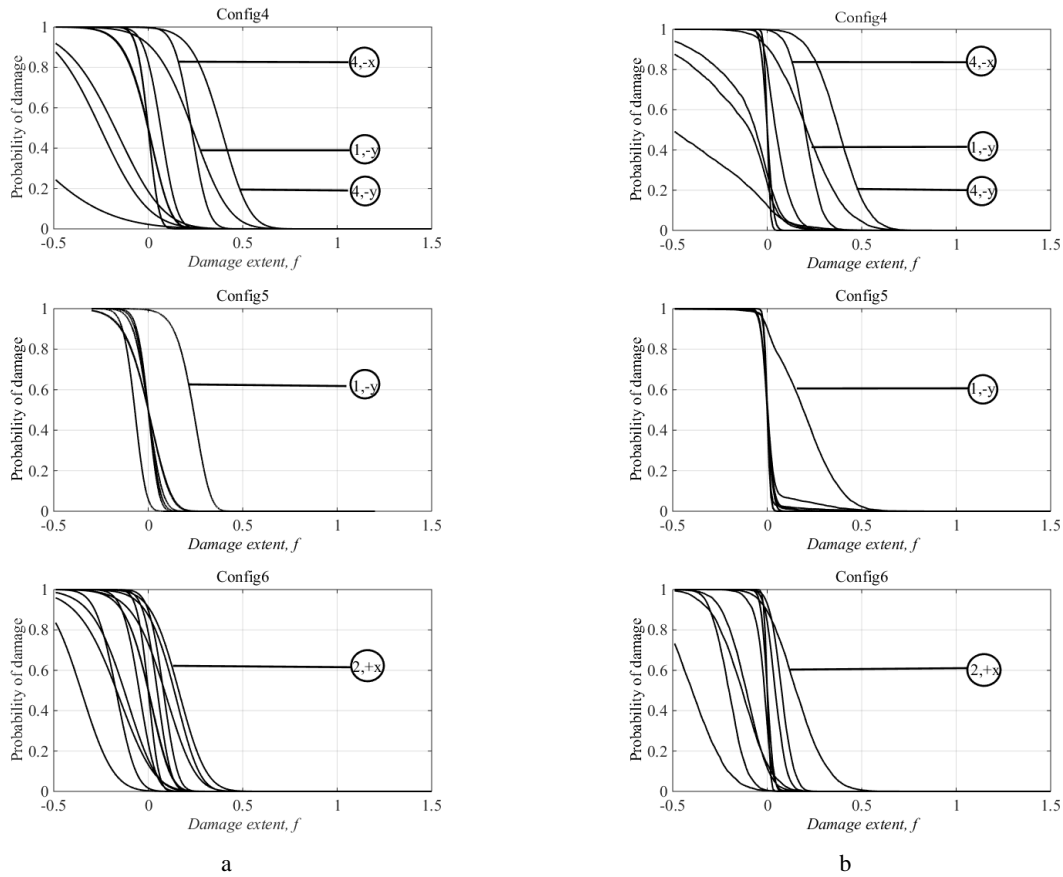 Config4
Probability of damage
1
0.8
0.6
0.4
0.2
0
4,-x
1,-y
4,-y
-0.5
0
0.5
1
1.5
Damage extent, f
Config4
Probability of damage
1
0.8
0.6
0.4
0.2
0
4,-x
1,-y
4,-y
-0.5
0
0.5
1
1.5
Damage extent, f
Config5
Probability of damage
1
0.8
0.6
0.4
0.2
0
1,-y
-0.5
0
0.5
1
1.5
Damage extent, f
Config5
Probability of damage
1
0.8
0.6
0.4
0.2
0
1,-y
-0.5
0
0.5
1
1.5
Damage extent, f
Config6
Probability of damage
1
0.8
0.6
0.4
0.2
0
2,+x
-0.5
0
0.5
1
1.5
Damage extent, f
Config6
Probability of damage
1
0.8
0.6
0.4
0.2
0
2,+x
-0.5
0
0.5
1
1.5
Damage extent, f
a
b